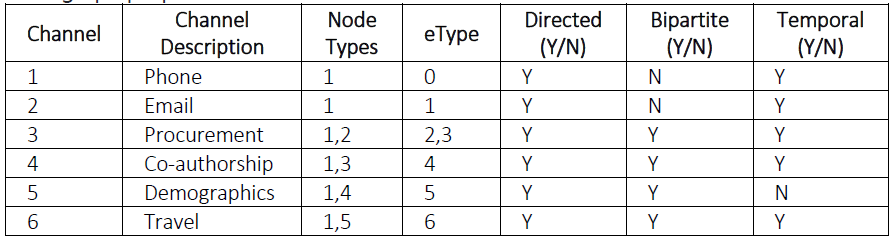 Channel | Channel Description | Node Types | eType | Directed (Y/N) | Bipartite (Y/N) | Temporal (Y/N)
1 | Phone | 1 | 0 | Y | N | Y
2 | Email | 1 | 1 | Y | N | Y
3 | Procurement | 1,2 | 2,3 | Y | Y | Y
4 | Co-authorship | 1,3 | 4 | Y | Y | Y
5 | Demographics | 1,4 | 5 | Y | Y | N
6 | Travel | 1,5 | 6 | Y | Y | Y